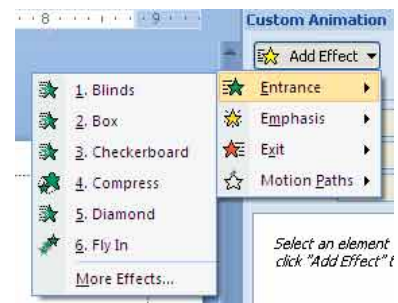 8 9
Custom Animation
Add Effect
1. Blinds
2. Box
3. Checkerboard
4. Compress
5. Diamond
6. Fly In
More Effects...
Entrance
Emphasis
Exit
Motion Paths
Select an element
click "Add Effect" t